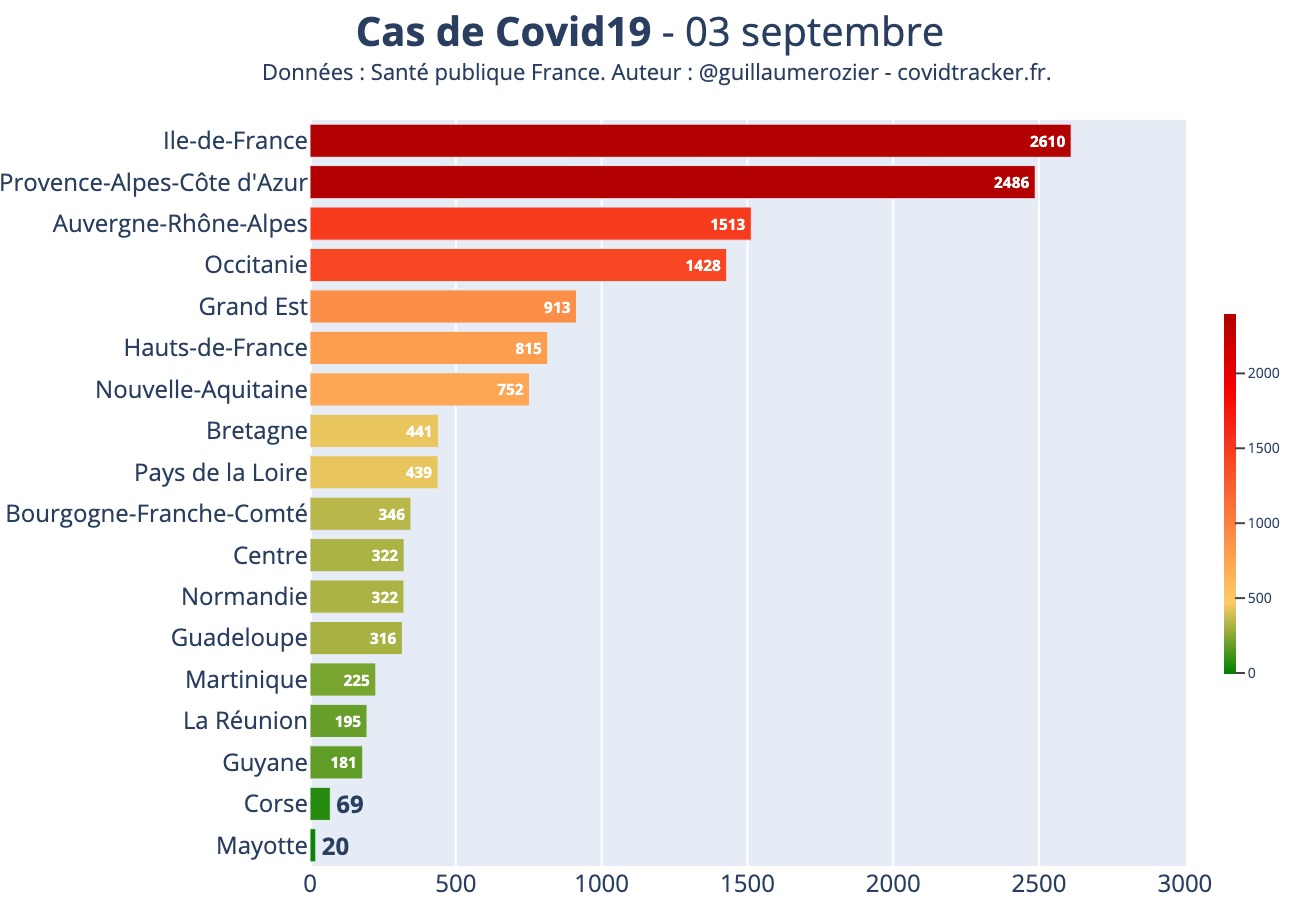 Cas de Covid19 - 03 septembre
Données : Santé publique France. Auteur : @guillaumerozier - covidtracker.fr.
Ile-de-France 2610
Provence-Alpes-Côte d'Azur 2486
Auvergne-Rhône-Alpes 1513
Occitanie 1428
Grand Est 913
Hauts-de-France 815
Nouvelle-Aquitaine 752
Bretagne 441
Pays de la Loire 439
Bourgogne-Franche-Comté 346
Centre 322
Normandie 322
Guadeloupe 316
Martinique 225
La Réunion 195
Guyane 181
Corse 69
Mayotte 20
0 500 1000 1500 2000 2500 3000
2000
1500
1000
500
0